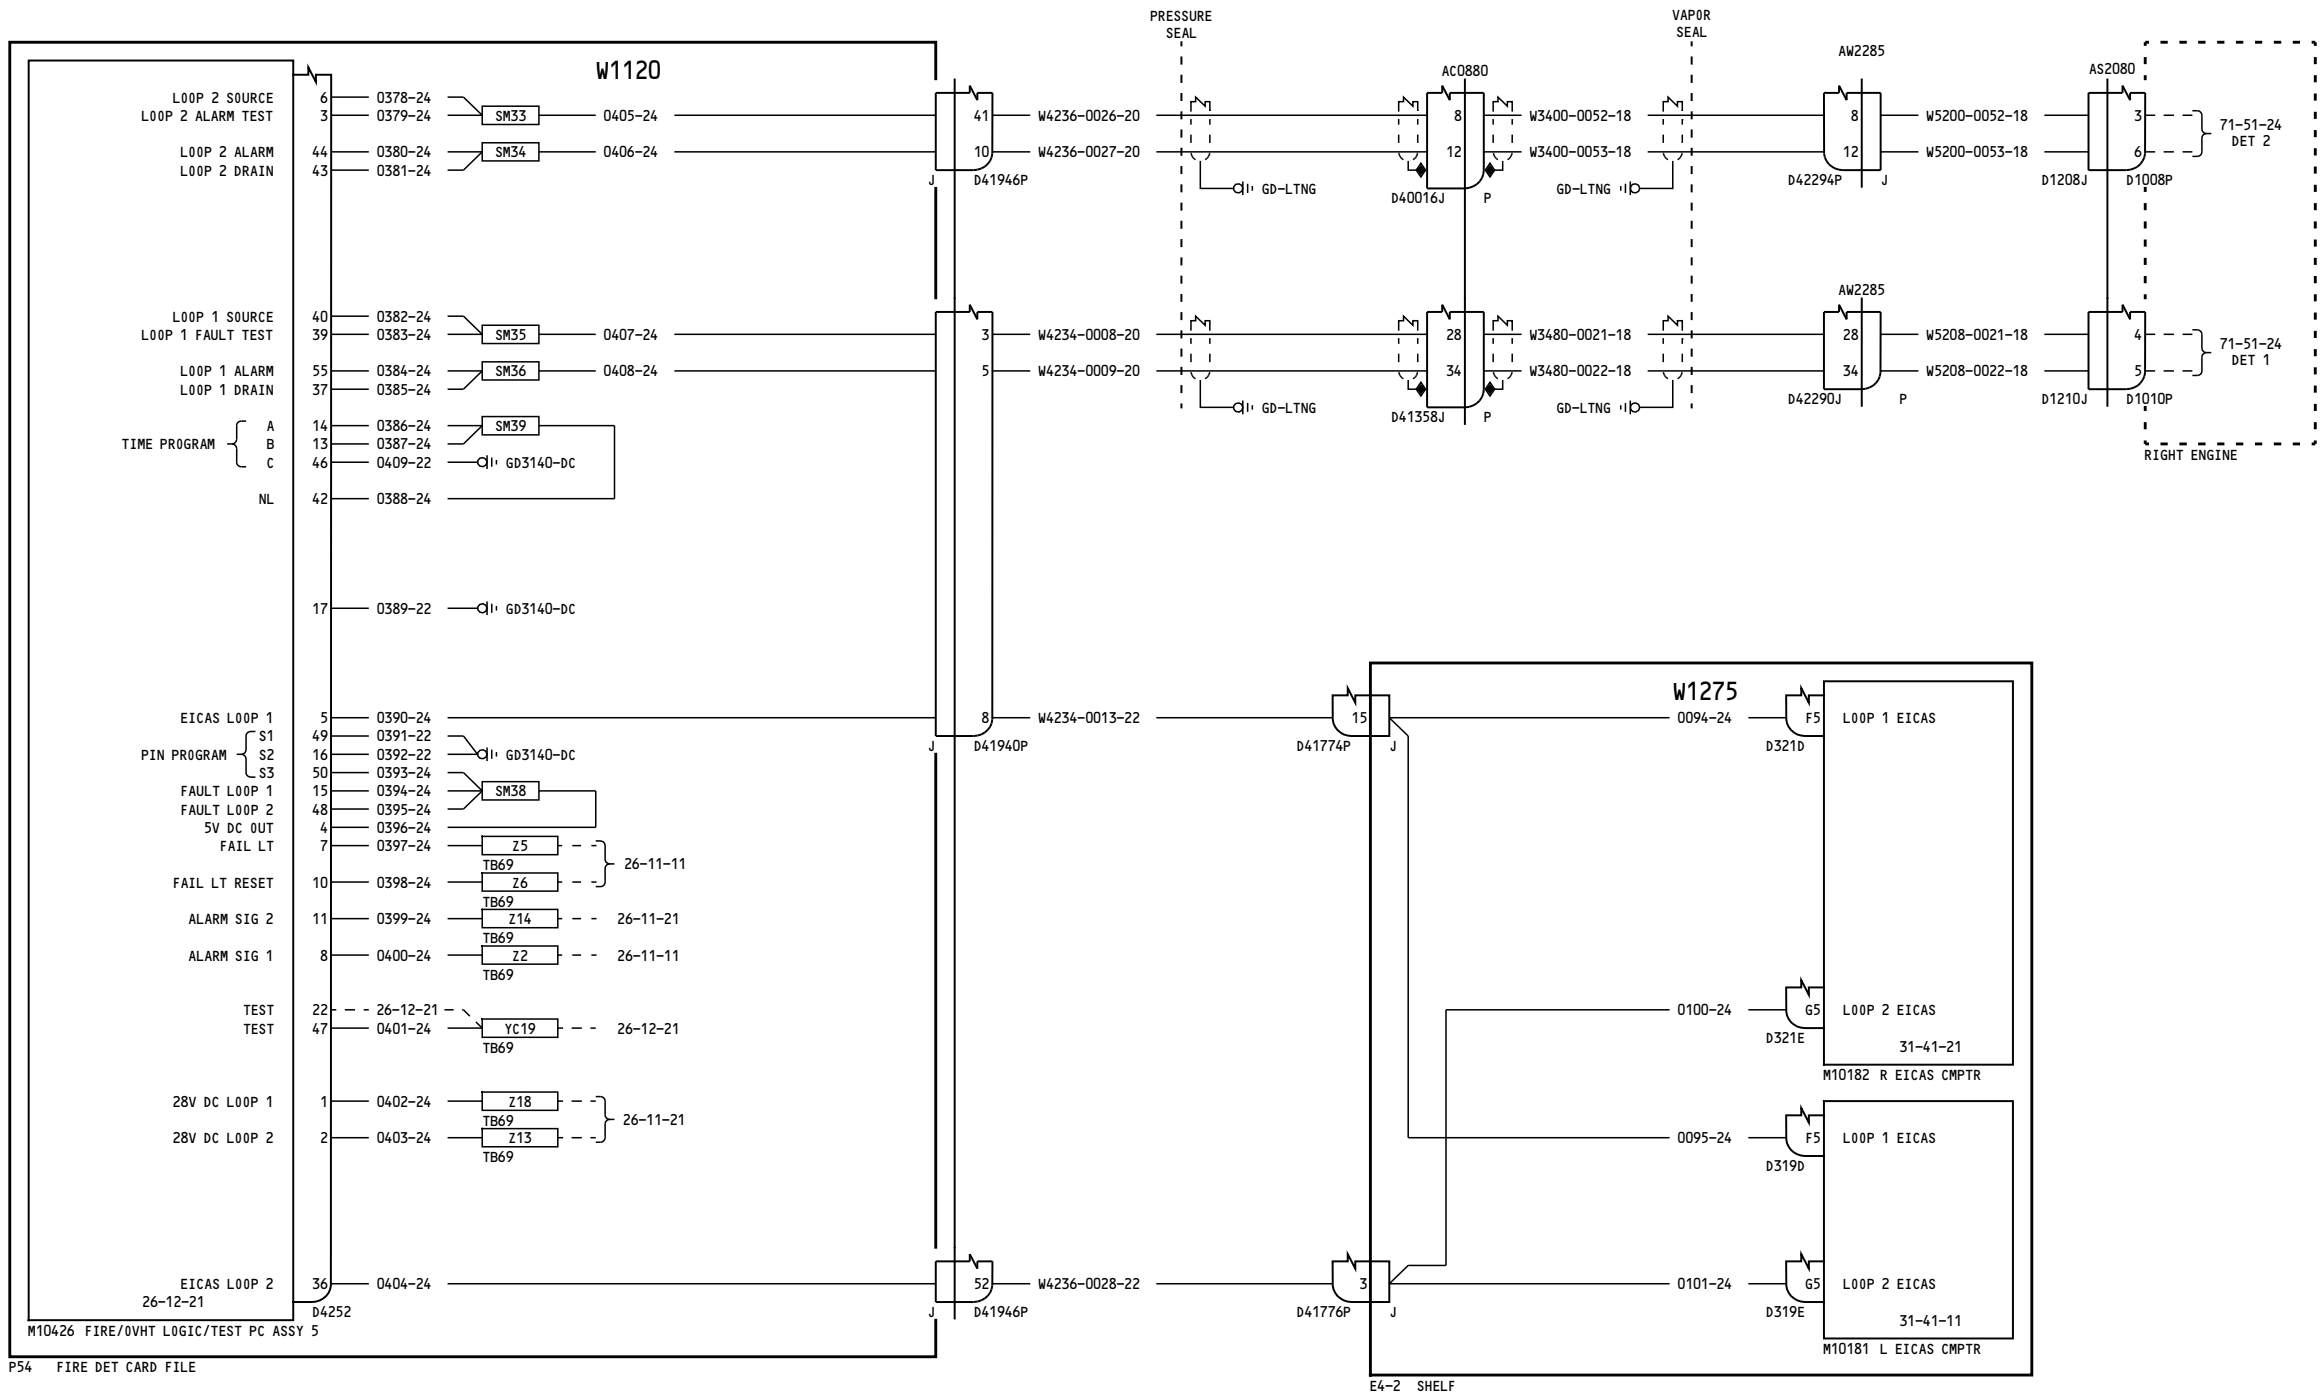 PRESSURE
SEAL
VAPOR
SEAL
W1120
AC0880
AW2285
AS2080
LOOP 2 SOURCE 6 0378-24
LOOP 2 ALARM TEST 3 0379-24 SM33 0405-24 41 W4236-0026-20 8 W3400-0052-18 8 W5200-0052-18 3
71-51-24
DET 2
LOOP 2 ALARM 44 0380-24 SM34 0406-24 10 W4236-0027-20 12 W3400-0053-18 12 W5200-0053-18 6
LOOP 2 DRAIN 43 0381-24
J D41946P GD-LTNG D40016J P GD-LTNG D42294P J D1208J D1008P
AW2285
LOOP 1 SOURCE 40 0382-24
LOOP 1 FAULT TEST 39 0383-24 SM35 0407-24 3 W4234-0008-20 28 W3480-0021-18 28 W5208-0021-18 4
71-51-24
DET 1
LOOP 1 ALARM 55 0384-24 SM36 0408-24 5 W4234-0009-20 34 W3480-0022-18 34 W5208-0022-18 5
LOOP 1 DRAIN 37 0385-24
GD-LTNG D41358J P GD-LTNG D42290J P D1210J D1010P
RIGHT ENGINE
TIME PROGRAM
A 14 0386-24 SM39
B 13 0387-24
C 46 0409-22 GD3140-DC
NL 42 0388-24
17 0389-22 GD3140-DC
W1275
EICAS LOOP 1 5 0390-24 8 W4234-0013-22 15 0094-24 F5 LOOP 1 EICAS
J D41940P D41774P J D321D
PIN PROGRAM
S1 49 0391-22
S2 16 0392-22 GD3140-DC
S3 50 0393-24
FAULT LOOP 1 15 0394-24 SM38
FAULT LOOP 2 48 0395-24
5V DC OUT 4 0396-24
FAIL LT 7 0397-24 Z5
TB69
26-11-11
FAIL LT RESET 10 0398-24 Z6
TB69
ALARM SIG 2 11 0399-24 Z14 26-11-21
TB69
ALARM SIG 1 8 0400-24 Z2 26-11-11
TB69
TEST 22 26-12-21
TEST 47 0401-24 YC19 26-12-21
TB69
0100-24 G5 LOOP 2 EICAS
D321E
31-41-21
M10182 R EICAS CMPTR
28V DC LOOP 1 1 0402-24 Z18
TB69
26-11-21
28V DC LOOP 2 2 0403-24 Z13
TB69
0095-24 F5 LOOP 1 EICAS
D319D
EICAS LOOP 2 36 0404-24 52 W4236-0028-22 3 0101-24 G5 LOOP 2 EICAS
26-12-21
D4252 J D41946P D41776P J D319E
31-41-11
M10426 FIRE/OVHT LOGIC/TEST PC ASSY 5
M10181 L EICAS CMPTR
P54 FIRE DET CARD FILE
E4-2 SHELF